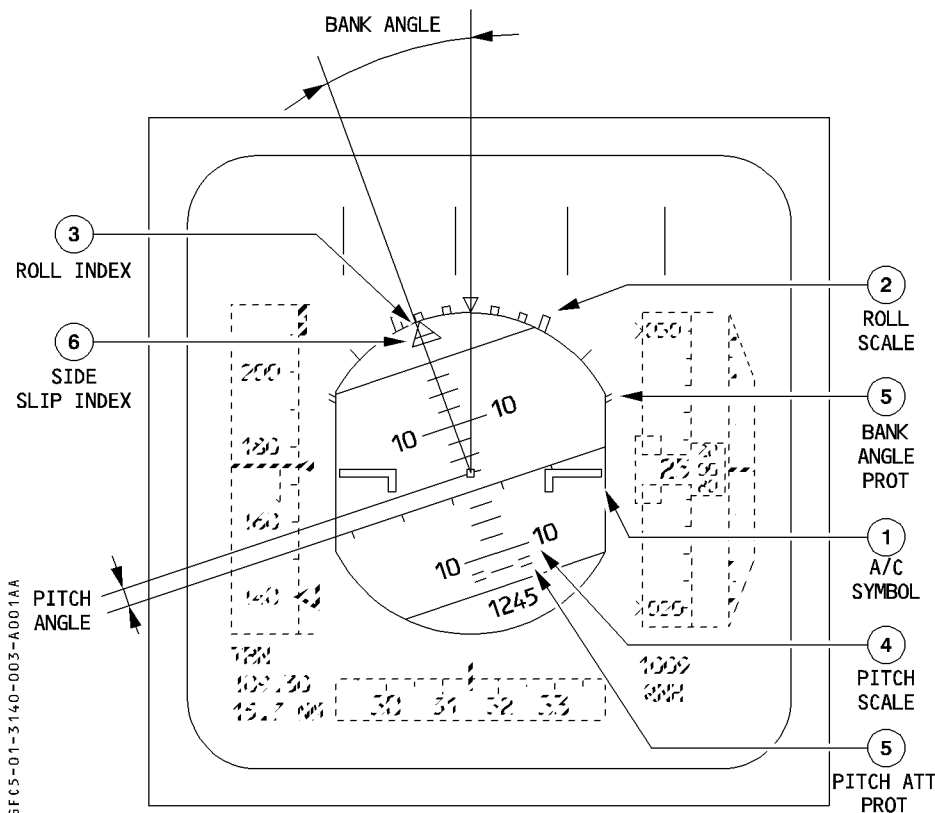 BANK ANGLE
3
ROLL INDEX
6
SIDE
SLIP INDEX
2
ROLL
SCALE
5
BANK
ANGLE
PROT
1
A/C
SYMBOL
4
PITCH
SCALE
5
PITCH ATT
PROT
PITCH
ANGLE
200
180
160
140
10 10
10 10
1245
30 31 32 33
1009
QNH
GFC5-01-3140-003-A001AA